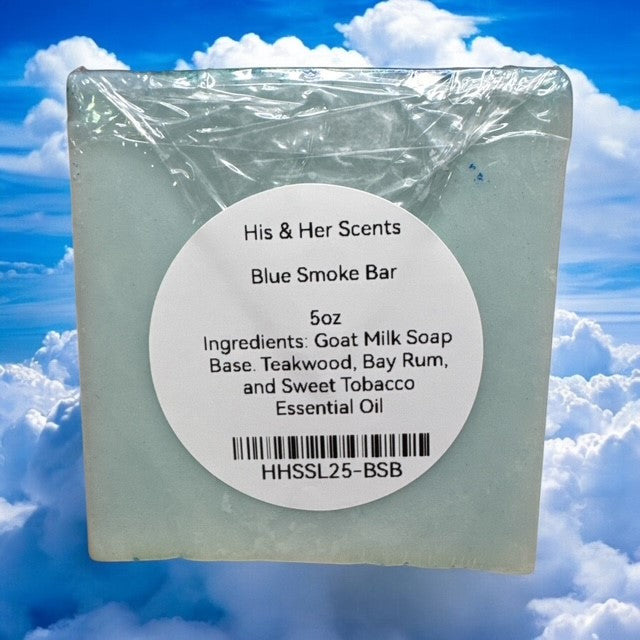 His & Her Scents
Blue Smoke Bar
5oz
Ingredients: Goat Milk Soap
Base. Teakwood, Bay Rum,
and Sweet Tobacco
Essential Oil
HHSSL25-BSB